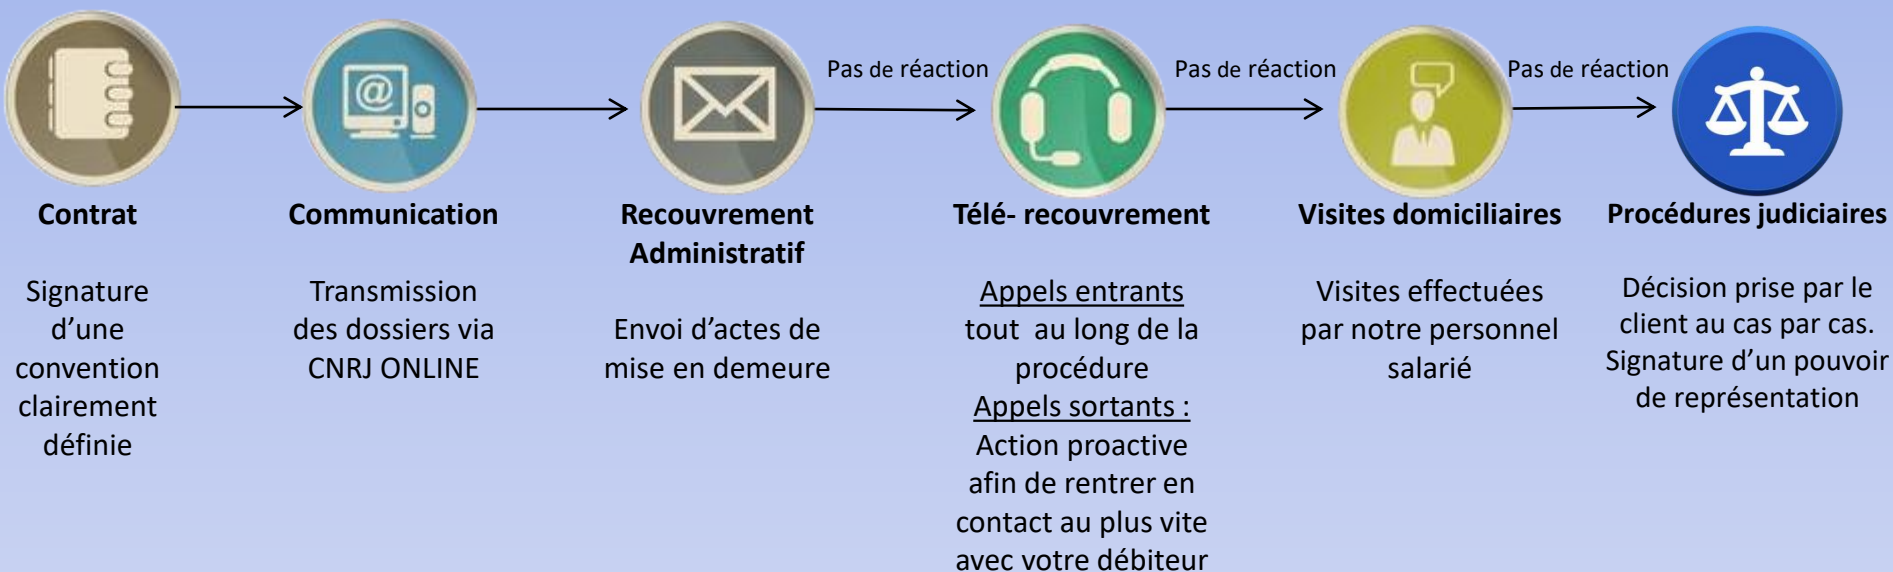 Contrat
Signature
d’une
convention
clairement
définie
Communication
Transmission
des dossiers via
CNRJ ONLINE
@
Recouvrement
Administratif
Envoi d’actes de
mise en demeure
Pas de réaction
Télé- recouvrement
Appels entrants
tout au long de la
procédure
Appels sortants :
Action proactive
afin de rentrer en
contact au plus vite
avec votre débiteur
Pas de réaction
Visites domiciliaires
Visites effectuées
par notre personnel
salarié
Pas de réaction
Procédures judiciaires
Décision prise par le
client au cas par cas.
Signature d’un pouvoir
de représentation